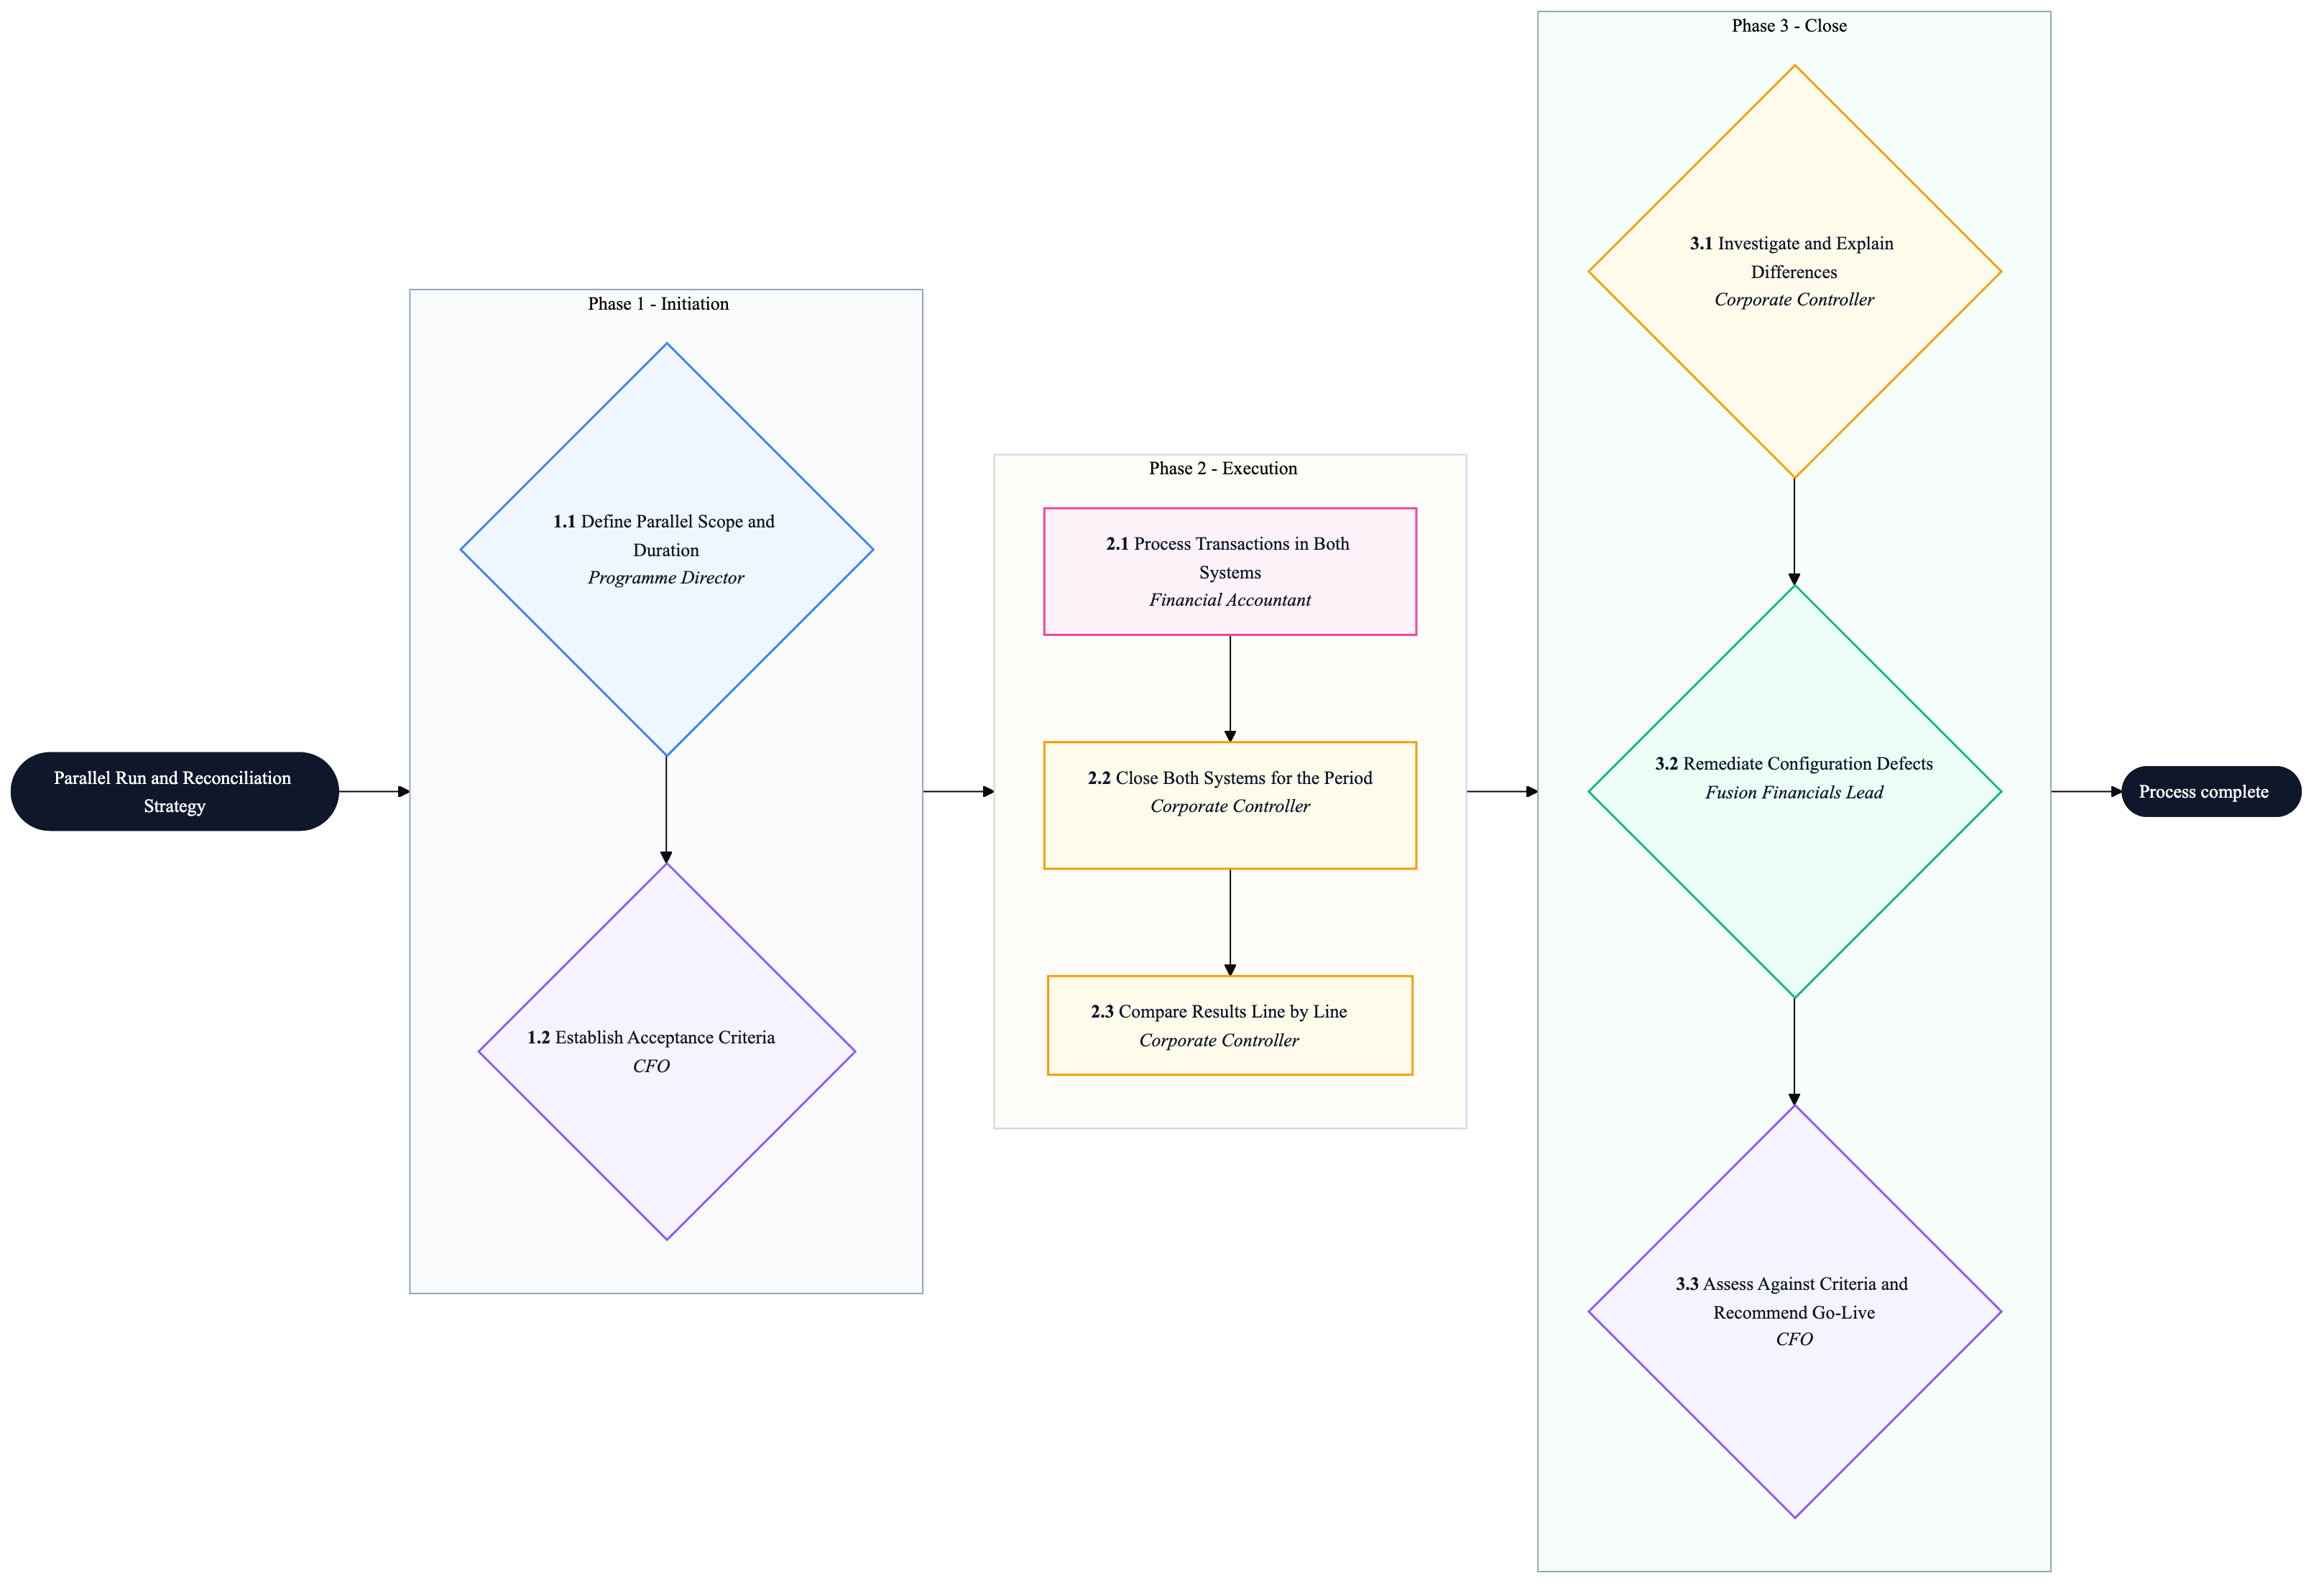 Parallel Run and Reconciliation
Strategy
Phase 1 - Initiation
1.1 Define Parallel Scope and
Duration
Programme Director
1.2 Establish Acceptance Criteria
CFO
Phase 2 - Execution
2.1 Process Transactions in Both
Systems
Financial Accountant
2.2 Close Both Systems for the Period
Corporate Controller
2.3 Compare Results Line by Line
Corporate Controller
Phase 3 - Close
3.1 Investigate and Explain
Differences
Corporate Controller
3.2 Remediate Configuration Defects
Fusion Financials Lead
3.3 Assess Against Criteria and
Recommend Go-Live
CFO
Process complete